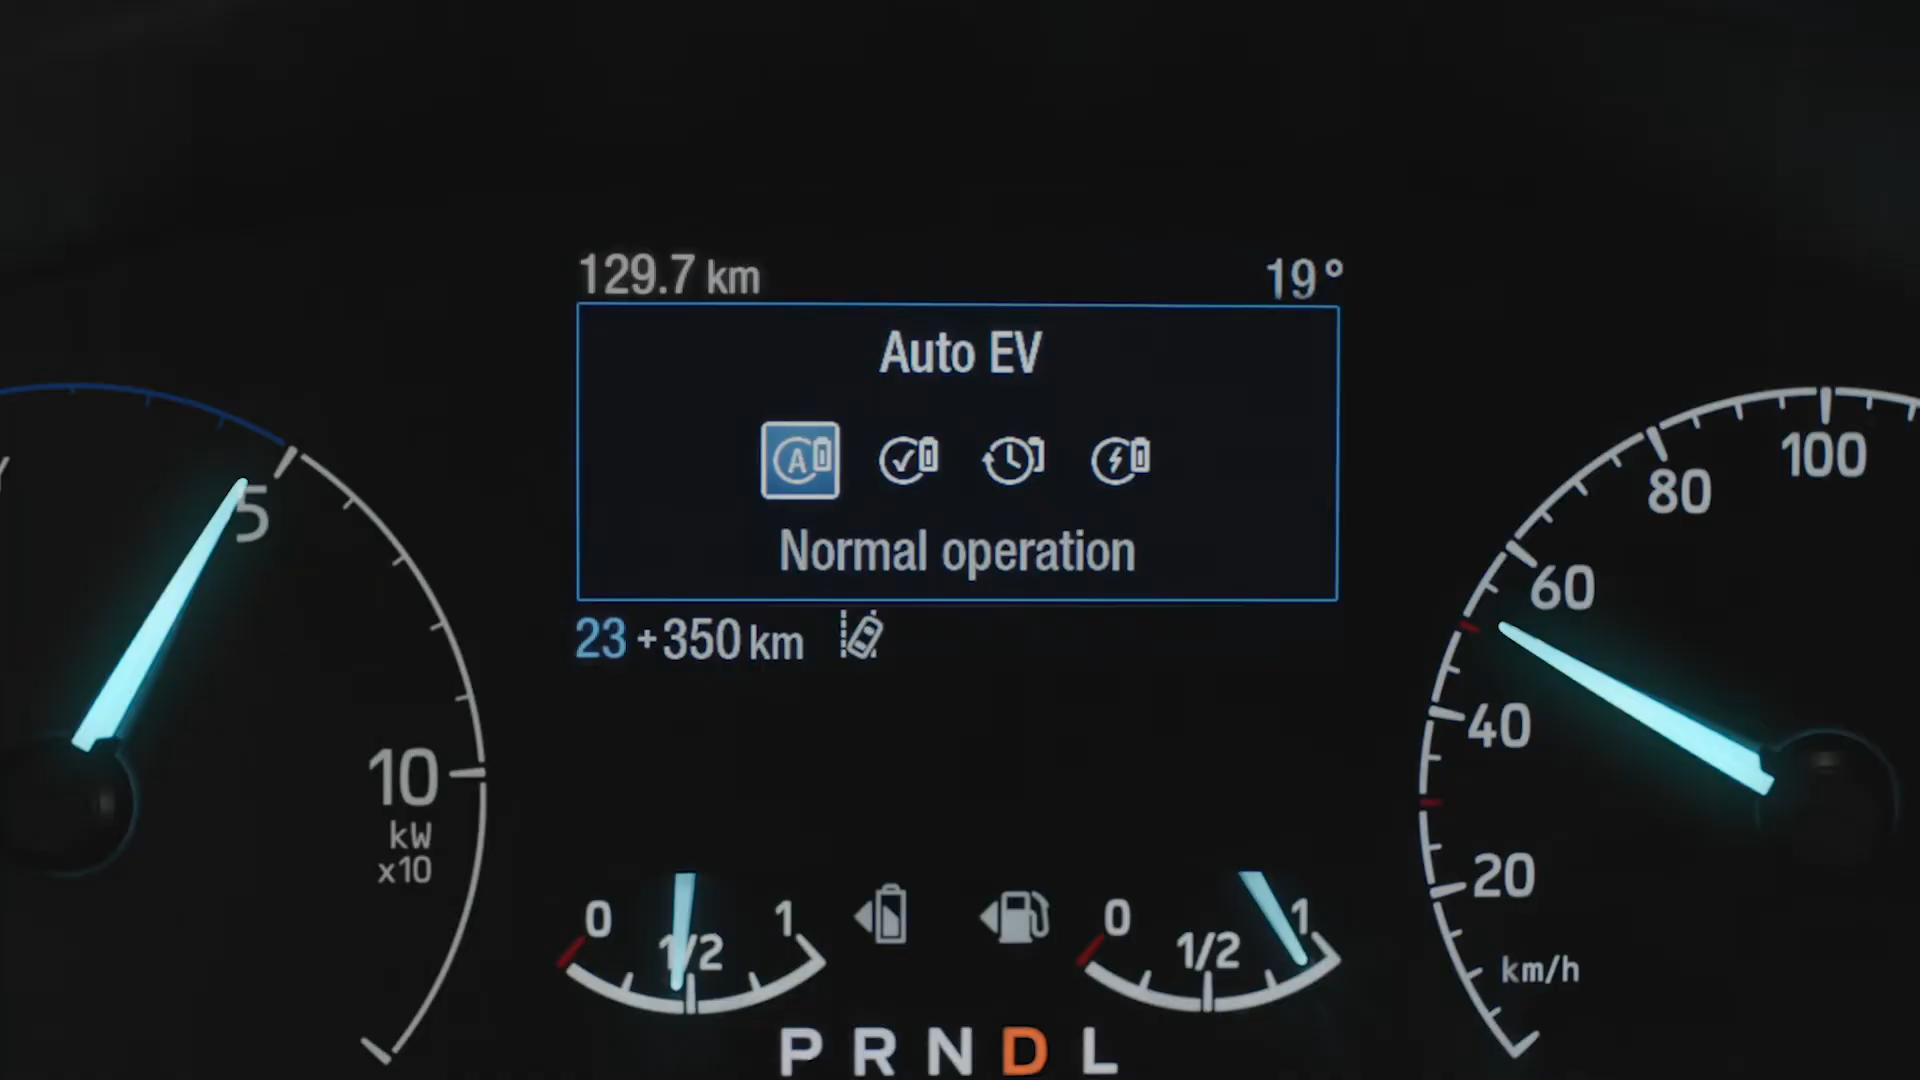 129.7 km
19°
Auto EV
A
Normal operation
23 + 350 km
5
10
kW
x10
100
80
60
40
20
km/h
0 1/2 1
0 1/2 1
P R N D L